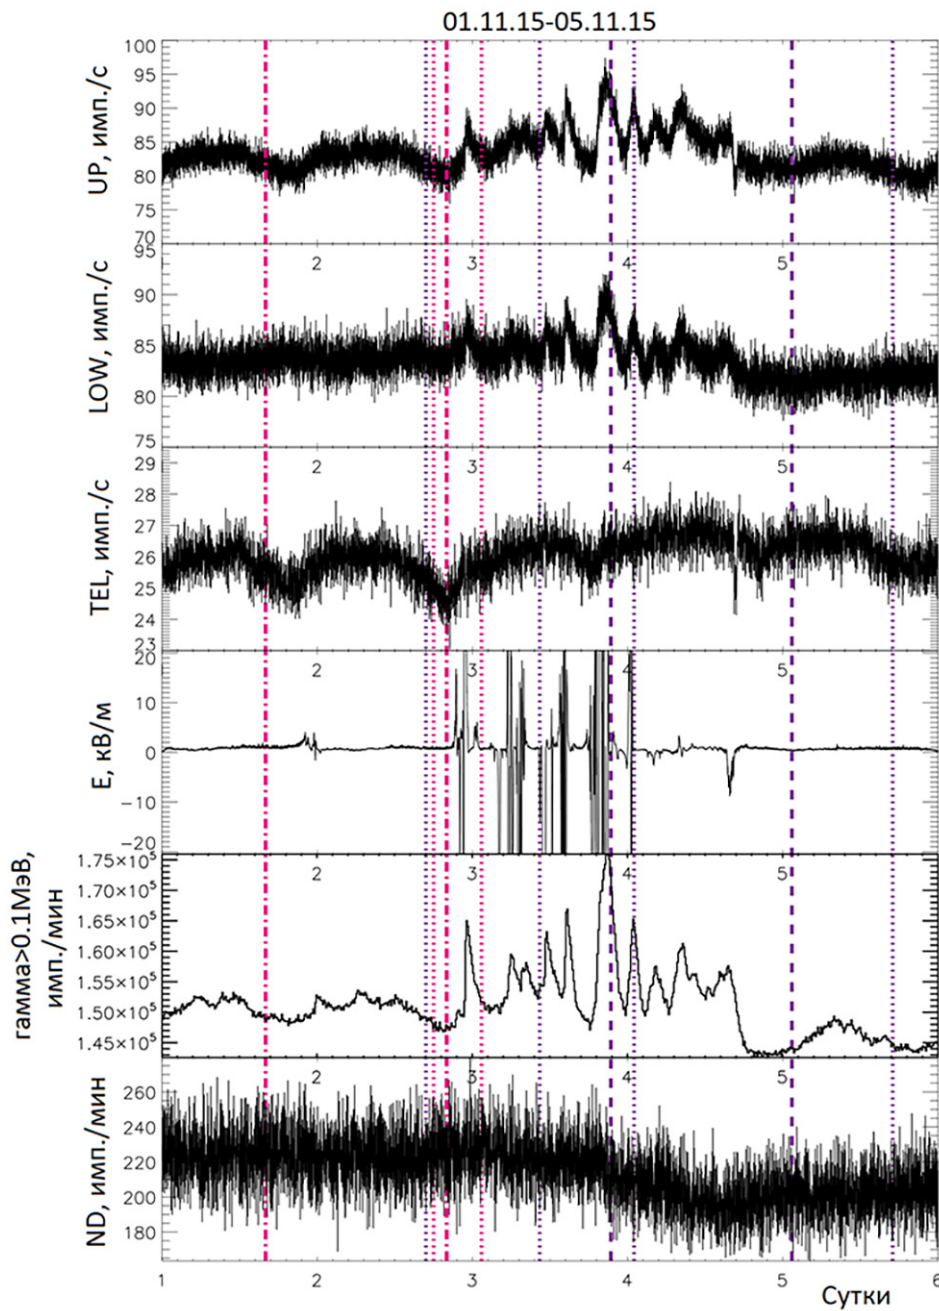 01.11.15-05.11.15
UP, имп./с
100
95
90
85
80
75
70
2 3 4 5
LOW, имп./с
95
90
85
80
75
2 3 4 5
TEL, имп./с
29
28
27
26
25
24
23
2 3 4 5
E, кВ/м
20
10
0
−10
−20
2 3 4 5
гамма>0.1МэВ,
имп./мин
1.75×10⁵
1.70×10⁵
1.65×10⁵
1.60×10⁵
1.55×10⁵
1.50×10⁵
1.45×10⁵
2 3 4 5
ND, имп./мин
260
240
220
200
180
1 2 3 4 5 6
Сутки